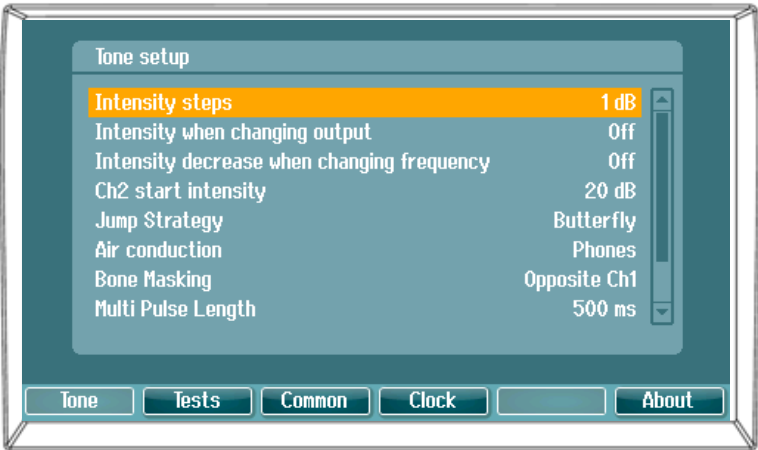 Tone setup
Intensity steps 1 dB
Intensity when changing output Off
Intensity decrease when changing frequency Off
Ch2 start intensity 20 dB
Jump Strategy Butterfly
Air conduction Phones
Bone Masking Opposite Ch1
Multi Pulse Length 500 ms
Tone Tests Common Clock About